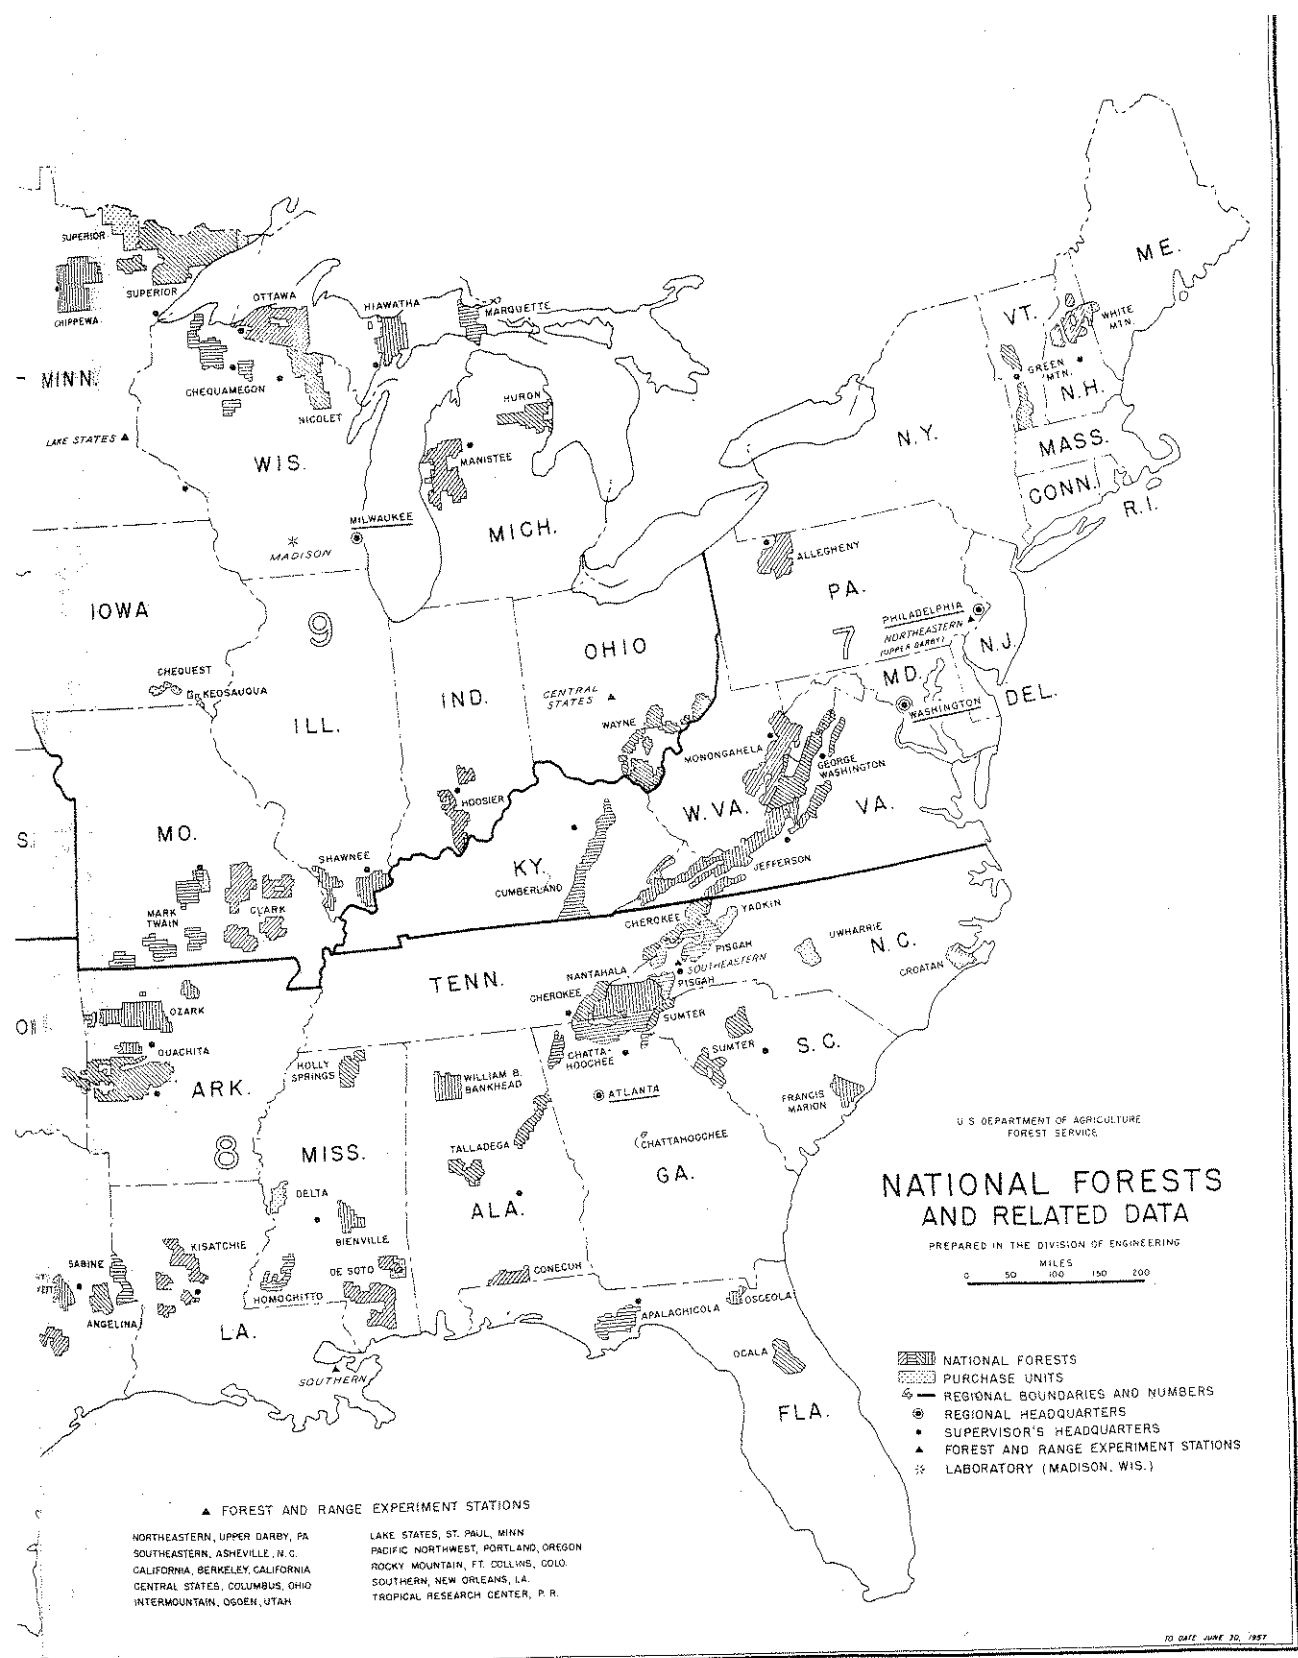 SUPERIOR
SUPERIOR
CHIPPEWA
OTTAWA
HIAWATHA
MARQUETTE
MINN.
CHEQUAMEGON
NICOLET
LAKE STATES
WIS.
HURON
MANISTEE
MILWAUKEE
MADISON
MICH.
ME.
VT.
WHITE
MTN.
GREEN
MTN.
N.H.
N.Y.
MASS.
CONN.
R.I.
ALLEGHENY
PA.
PHILADELPHIA
NORTHEASTERN
(UPPER DARBY)
7
N.J.
MD.
DEL.
WASHINGTON
IOWA
9
OHIO
CHEQUEST
KEOSAUQUA
CENTRAL
STATES
IND.
ILL.
WAYNE
MONONGAHELA
GEORGE
WASHINGTON
HOOSIER
W.VA.
VA.
MO.
S.
SHAWNEE
KY.
CUMBERLAND
JEFFERSON
MARK
TWAIN
CLARK
CHEROKEE
YADKIN
UWHARRIE
N.C.
PISGAH
SOUTHEASTERN
CROATAN
NANTAHALA
PISGAH
TENN.
CHEROKEE
OZARK
SUMTER
OUACHITA
HOLLY
SPRINGS
CHATTA-
HOOCHEE
SUMTER
S.C.
WILLIAM B.
BANKHEAD
ARK.
ATLANTA
FRANCIS
MARION
8
MISS.
TALLADEGA
CHATTAHOOCHEE
GA.
DELTA
ALA.
BIENVILLE
KISATCHIE
SABINE
DE SOTO
CONECUH
HOMOCHITTO
ANGELINA
LA.
APALACHICOLA
OSCEOLA
OCALA
SOUTHERN
FLA.
U S DEPARTMENT OF AGRICULTURE
FOREST SERVICE
NATIONAL FORESTS
AND RELATED DATA
PREPARED IN THE DIVISION OF ENGINEERING
MILES
0 50 100 150 200
NATIONAL FORESTS
PURCHASE UNITS
REGIONAL BOUNDARIES AND NUMBERS
REGIONAL HEADQUARTERS
SUPERVISOR'S HEADQUARTERS
FOREST AND RANGE EXPERIMENT STATIONS
LABORATORY (MADISON, WIS.)
FOREST AND RANGE EXPERIMENT STATIONS
NORTHEASTERN, UPPER DARBY, PA
SOUTHEASTERN, ASHEVILLE, N.C.
CALIFORNIA, BERKELEY, CALIFORNIA
CENTRAL STATES, COLUMBUS, OHIO
INTERMOUNTAIN, OGDEN, UTAH
LAKE STATES, ST. PAUL, MINN
PACIFIC NORTHWEST, PORTLAND, OREGON
ROCKY MOUNTAIN, FT. COLLINS, COLO.
SOUTHERN, NEW ORLEANS, LA.
TROPICAL RESEARCH CENTER, P. R.
TO DATE JUNE 30, 1957